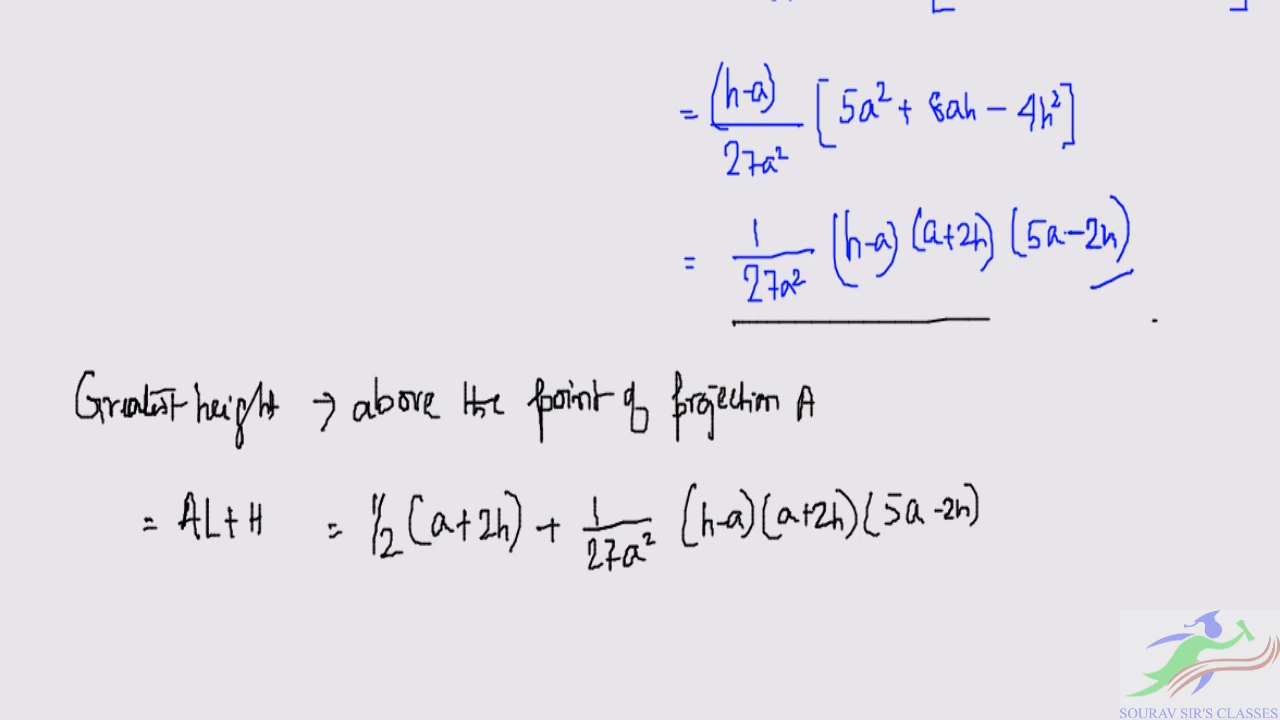 = (h-a)/27a² [5a² + 8ah - 4h²]
= 1/27a² (h-a) (a+2h) (5a-2h)
Greatest height → above the point of projection A
= AL + H = 1/2 (a+2h) + 1/27a² (h-a)(a+2h)(5a-2h)
SOURAV SIR'S CLASSES